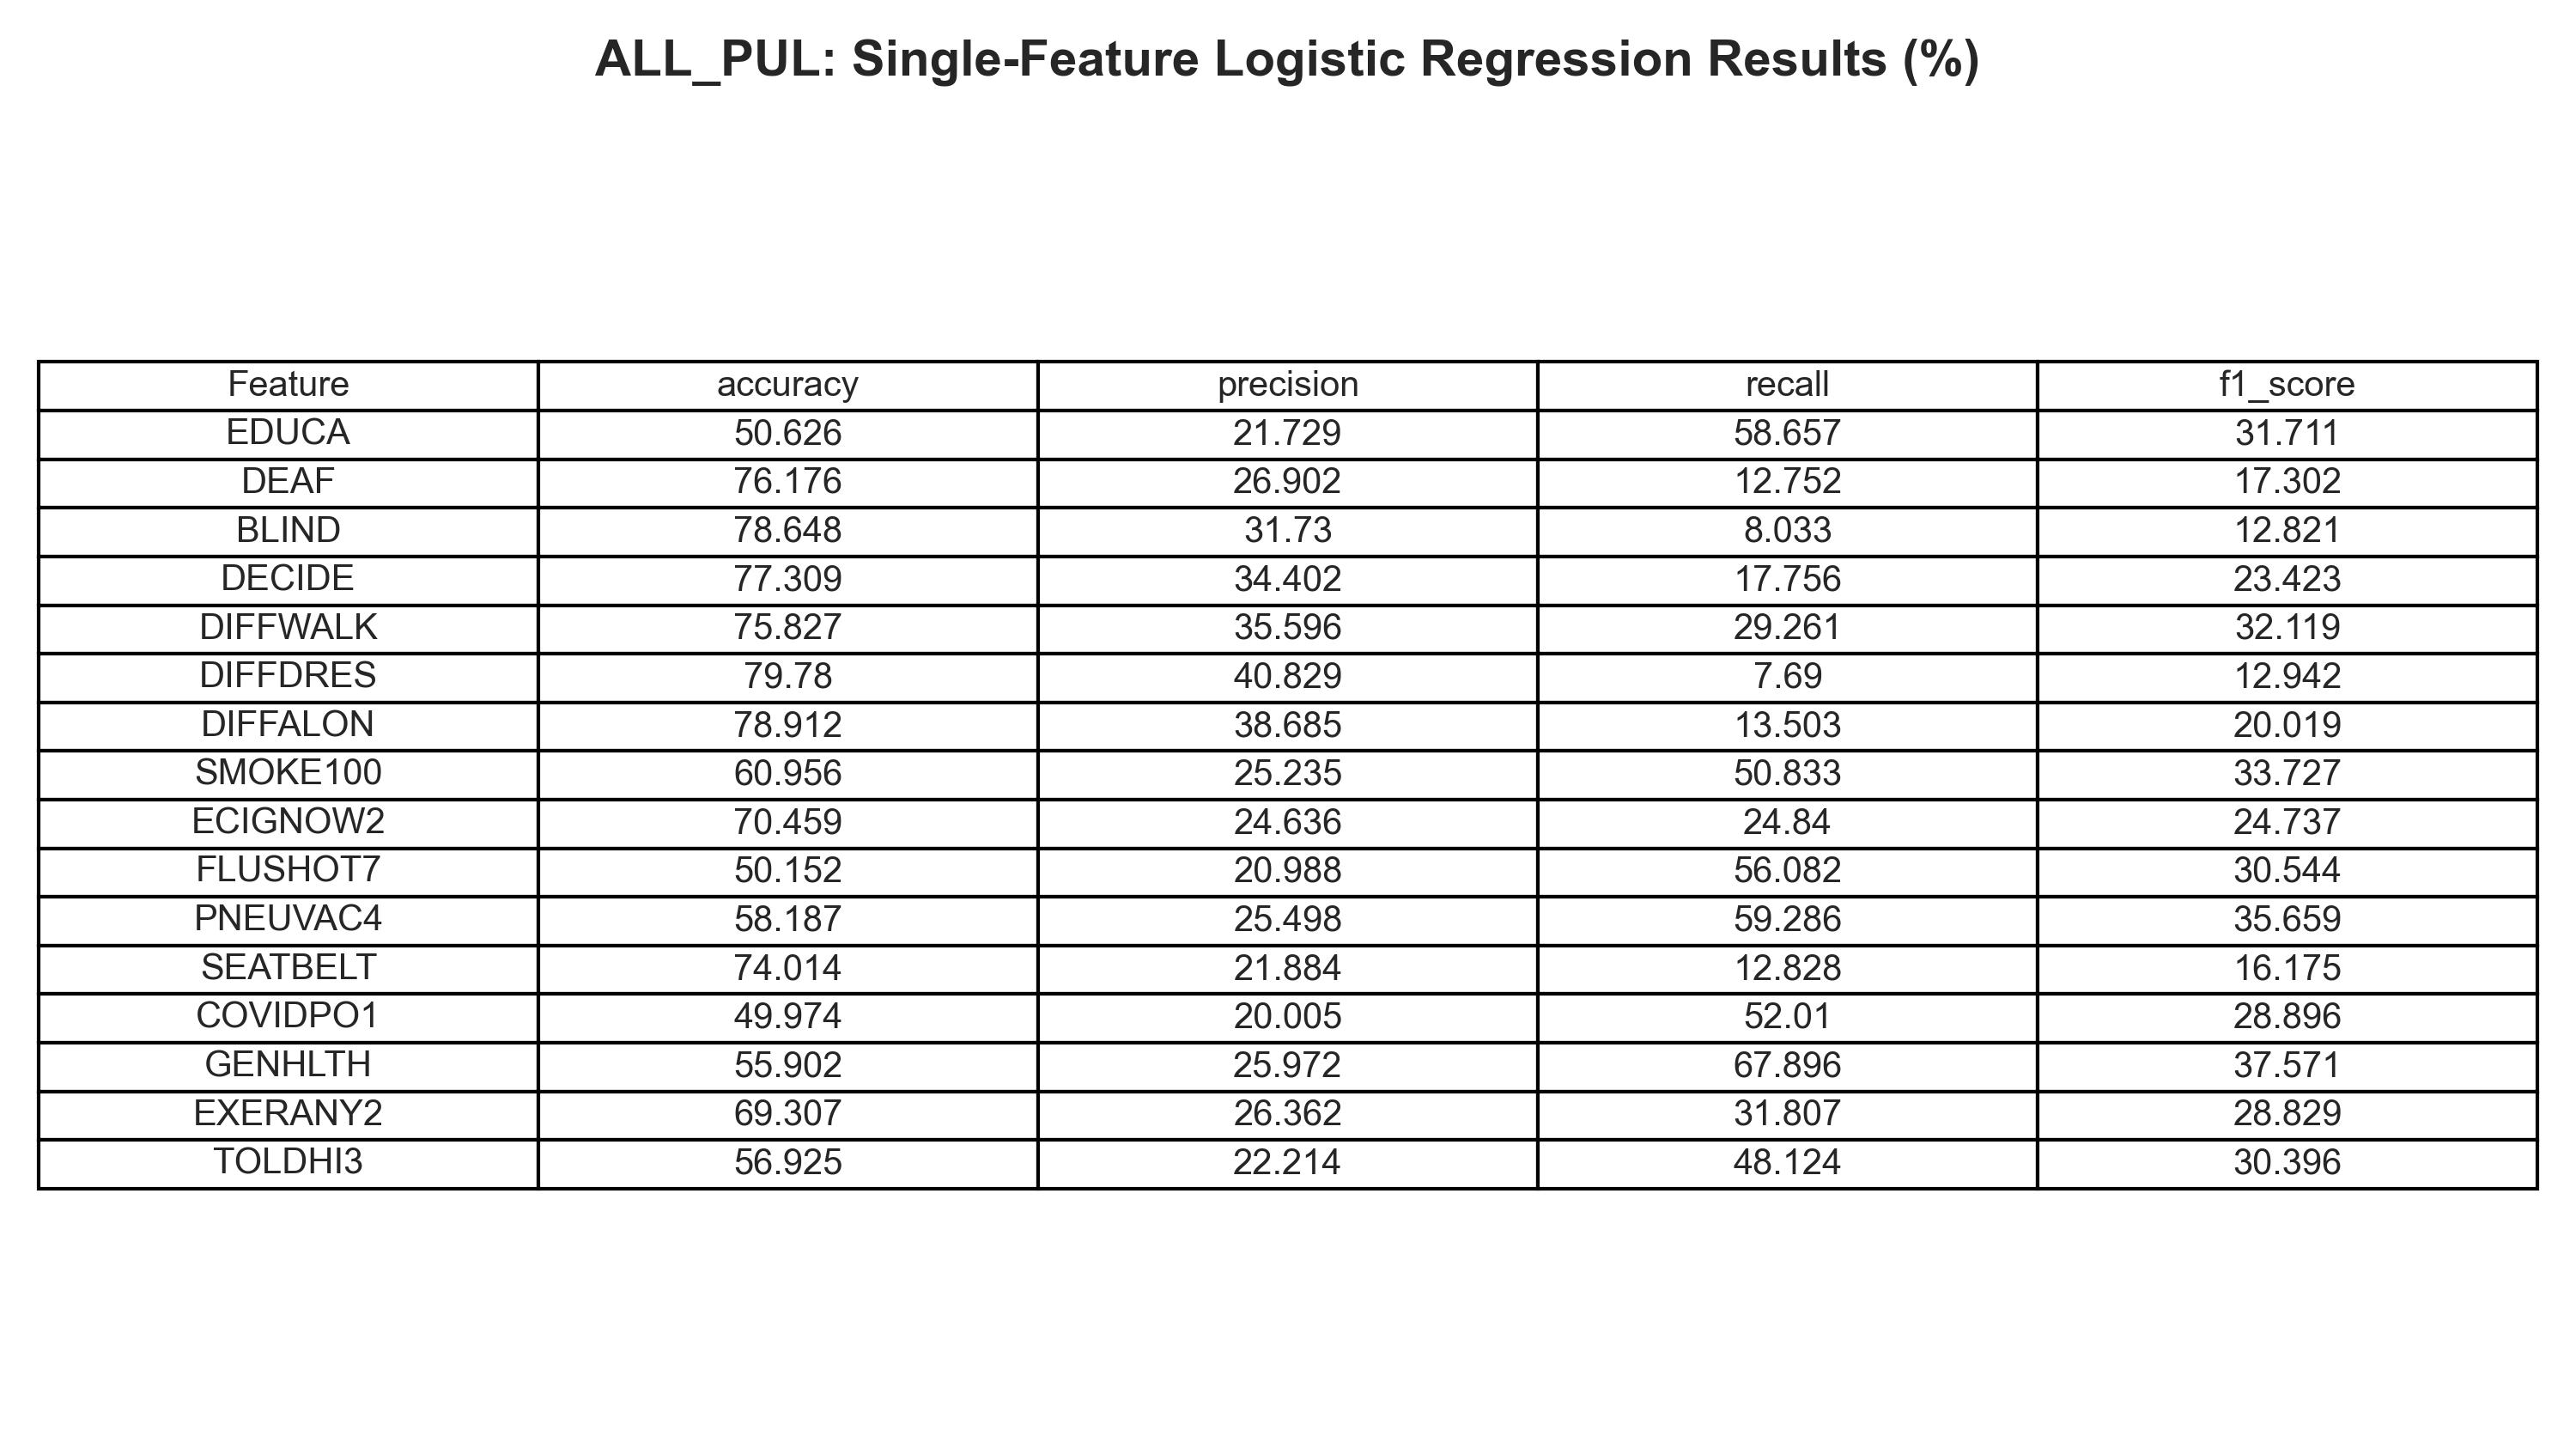 ALL_PUL: Single-Feature Logistic Regression Results (%)
Feature accuracy precision recall f1_score
EDUCA 50.626 21.729 58.657 31.711
DEAF 76.176 26.902 12.752 17.302
BLIND 78.648 31.73 8.033 12.821
DECIDE 77.309 34.402 17.756 23.423
DIFFWALK 75.827 35.596 29.261 32.119
DIFFDRES 79.78 40.829 7.69 12.942
DIFFALON 78.912 38.685 13.503 20.019
SMOKE100 60.956 25.235 50.833 33.727
ECIGNOW2 70.459 24.636 24.84 24.737
FLUSHOT7 50.152 20.988 56.082 30.544
PNEUVAC4 58.187 25.498 59.286 35.659
SEATBELT 74.014 21.884 12.828 16.175
COVIDPO1 49.974 20.005 52.01 28.896
GENHLTH 55.902 25.972 67.896 37.571
EXERANY2 69.307 26.362 31.807 28.829
TOLDHI3 56.925 22.214 48.124 30.396